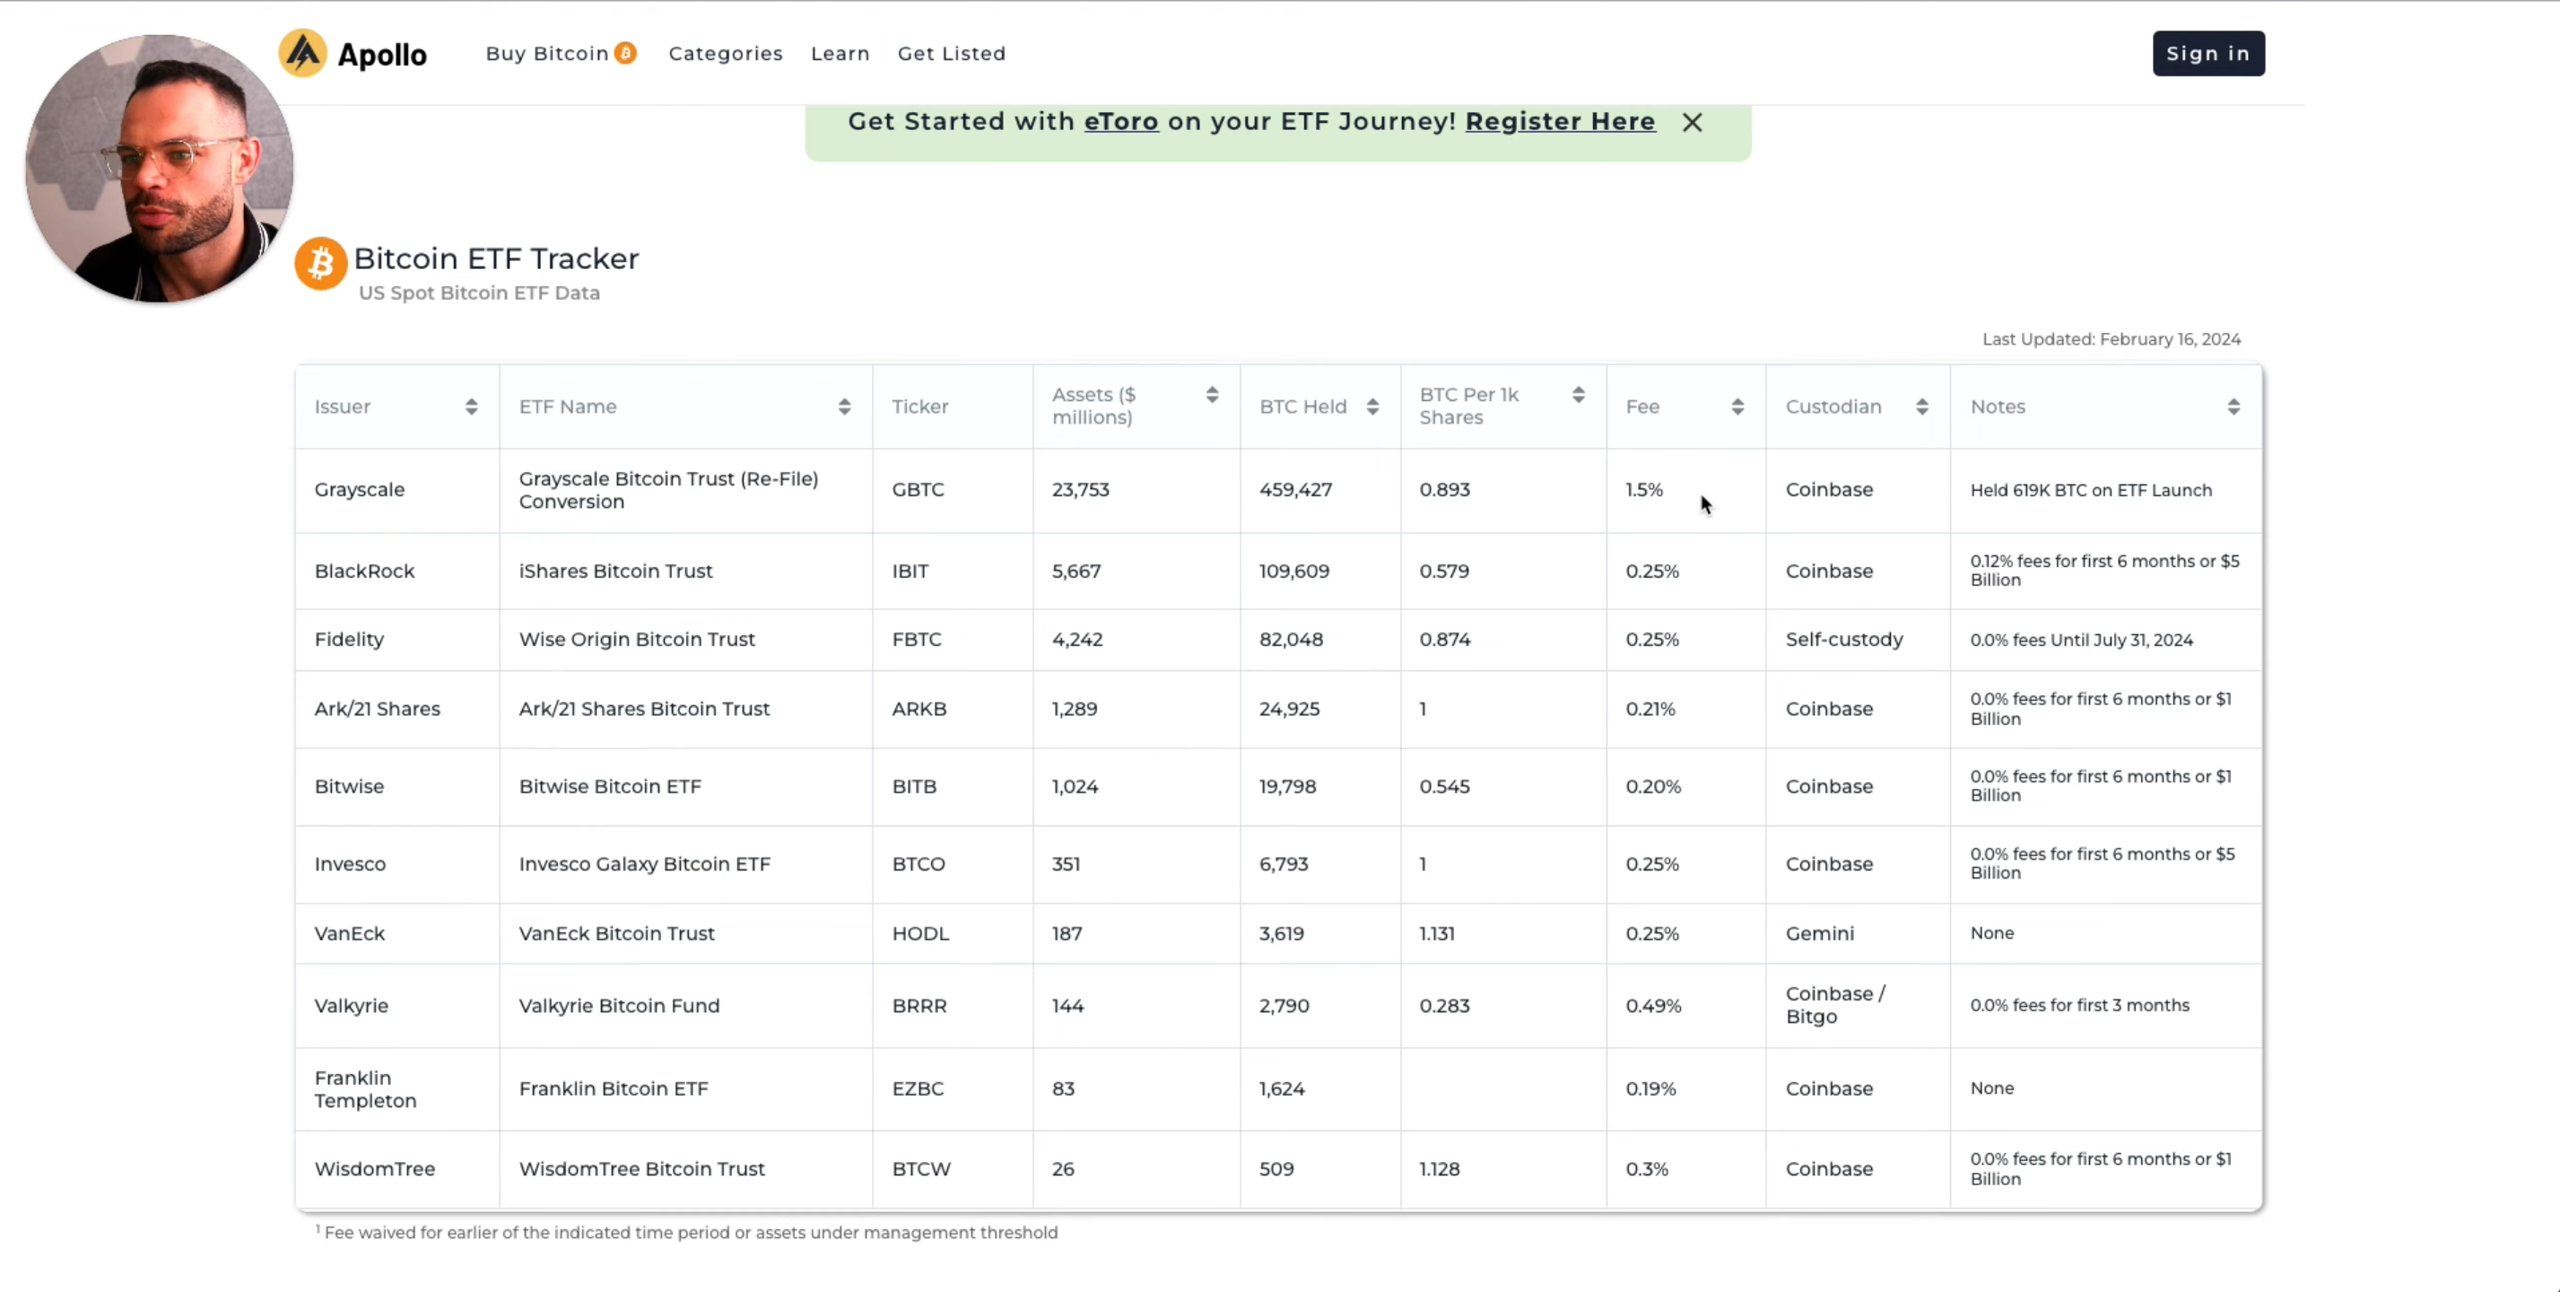 Apollo
Buy Bitcoin Categories Learn Get Listed
Sign in
Get Started with eToro on your ETF Journey! Register Here
Bitcoin ETF Tracker
US Spot Bitcoin ETF Data
Last Updated: February 16, 2024
Issuer ETF Name Ticker Assets ($ millions) BTC Held BTC Per 1k Shares Fee Custodian Notes
Grayscale Grayscale Bitcoin Trust (Re-File) Conversion GBTC 23,753 459,427 0.893 1.5% Coinbase Held 619K BTC on ETF Launch
BlackRock iShares Bitcoin Trust IBIT 5,667 109,609 0.579 0.25% Coinbase 0.12% fees for first 6 months or $5 Billion
Fidelity Wise Origin Bitcoin Trust FBTC 4,242 82,048 0.874 0.25% Self-custody 0.0% fees Until July 31, 2024
Ark/21 Shares Ark/21 Shares Bitcoin Trust ARKB 1,289 24,925 1 0.21% Coinbase 0.0% fees for first 6 months or $1 Billion
Bitwise Bitwise Bitcoin ETF BITB 1,024 19,798 0.545 0.20% Coinbase 0.0% fees for first 6 months or $1 Billion
Invesco Invesco Galaxy Bitcoin ETF BTCO 351 6,793 1 0.25% Coinbase 0.0% fees for first 6 months or $5 Billion
VanEck VanEck Bitcoin Trust HODL 187 3,619 1.131 0.25% Gemini None
Valkyrie Valkyrie Bitcoin Fund BRRR 144 2,790 0.283 0.49% Coinbase / Bitgo 0.0% fees for first 3 months
Franklin Templeton Franklin Bitcoin ETF EZBC 83 1,624 0.19% Coinbase None
WisdomTree WisdomTree Bitcoin Trust BTCW 26 509 1.128 0.3% Coinbase 0.0% fees for first 6 months or $1 Billion
1 Fee waived for earlier of the indicated time period or assets under management threshold